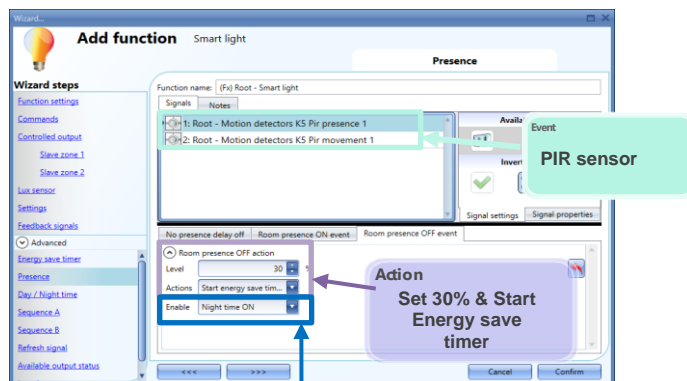 Wizard...
Add function Smart light
Presence
Wizard steps
Function settings
Commands
Controlled output
Slave zone 1
Slave zone 2
Lux sensor
Settings
Feedback signals
Advanced
Energy save timer
Presence
Day / Night time
Sequence A
Sequence B
Refresh signal
Available output status
Function name: (Fx) Root - Smart light
Signals Notes
1: Root - Motion detectors K5 Pir presence 1
2: Root - Motion detectors K5 Pir movement 1
Event
PIR sensor
Signal settings Signal properties
No presence delay off Room presence ON event Room presence OFF event
Room presence OFF action
Level 30
Actions Start energy save tim...
Enable Night time ON
Action
Set 30% & Start
Energy save
timer
<<< >>> Cancel Confirm